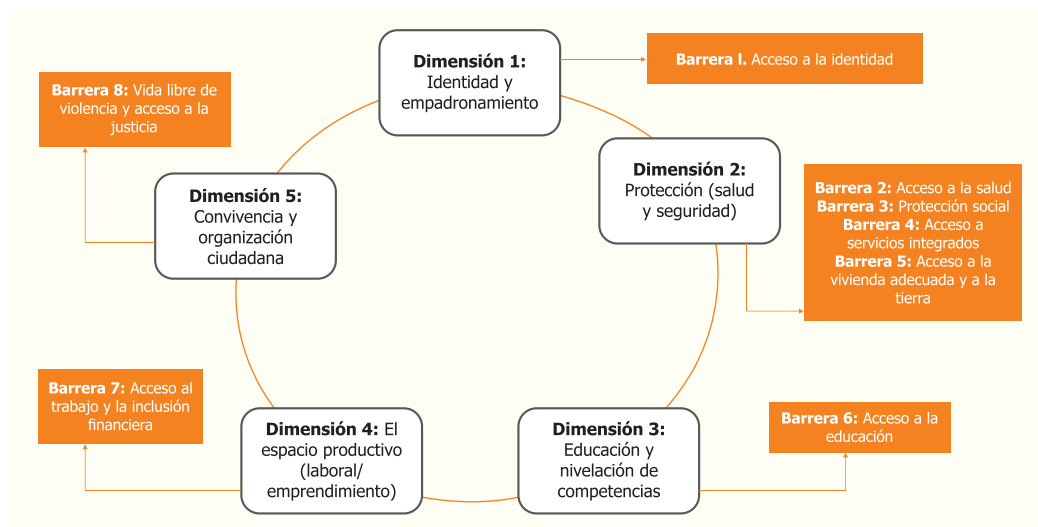 Dimensión 1:
Identidad y
empadronamiento
Barrera l. Acceso a la identidad
Barrera 8: Vida libre de
violencia y acceso a la
justicia
Dimensión 2:
Protección (salud
y seguridad)
Barrera 2: Acceso a la salud
Barrera 3: Protección social
Barrera 4: Acceso a
servicios integrados
Barrera 5: Acceso a la
vivienda adecuada y a la
tierra
Dimensión 5:
Convivencia y
organización
ciudadana
Barrera 7: Acceso al
trabajo y la inclusión
financiera
Dimensión 4: El
espacio productivo
(laboral/
emprendimiento)
Dimensión 3:
Educación y
nivelación de
competencias
Barrera 6: Acceso a la
educación